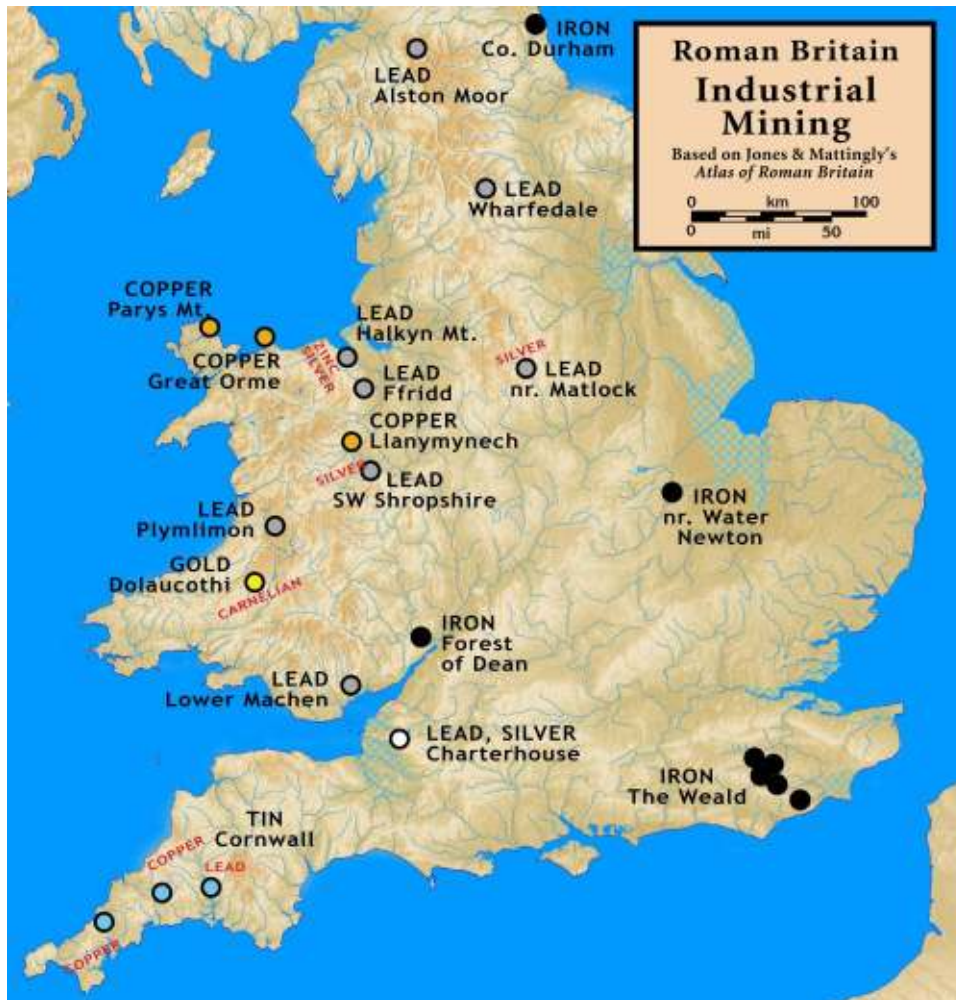 IRON
Co. Durham
LEAD
Alston Moor
Roman Britain
Industrial
Mining
Based on Jones & Mattingly's
Atlas of Roman Britain
0 km 100
0 mi 50
LEAD
Wharfedale
COPPER
Parys Mt.
LEAD
Halkyn Mt.
ZINC
SILVER
COPPER
Great Orme
SILVER
LEAD
nr. Matlock
LEAD
Ffridd
COPPER
Llanymynech
SILVER
LEAD
SW Shropshire
IRON
nr. Water
Newton
LEAD
Plymlimon
GOLD
Dolaucothi
CARNELIAN
IRON
Forest
of Dean
LEAD
Lower Machen
LEAD, SILVER
Charterhouse
IRON
The Weald
TIN
Cornwall
COPPER
LEAD
COPPER